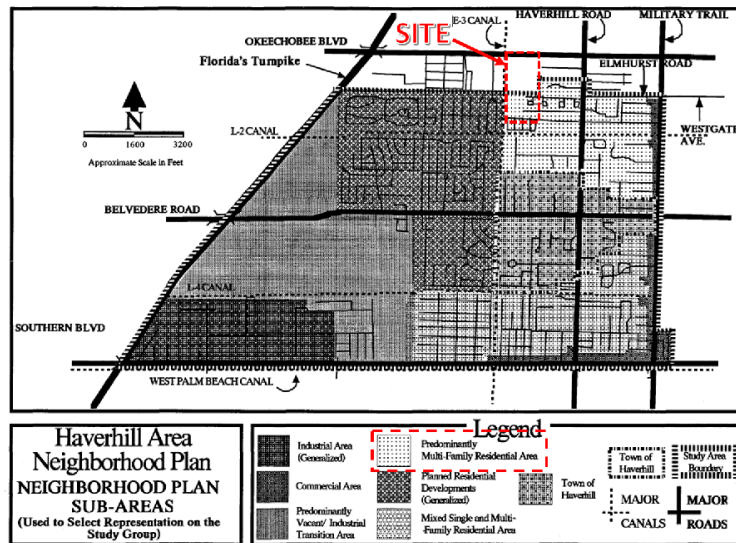 E-3 CANAL
HAVERHILL ROAD
MILITARY TRAIL
OKEECHOBEE BLVD
SITE
Florida's Turnpike
ELMHURST ROAD
N
L-2 CANAL
WESTGATE
AVE.
0 1600 3200
Approximate Scale in Feet
BELVEDERE ROAD
L-4 CANAL
SOUTHERN BLVD
WEST PALM BEACH CANAL
Haverhill Area
Neighborhood Plan
NEIGHBORHOOD PLAN
SUB-AREAS
(Used to Select Representation on the
Study Group)
Legend
Industrial Area
(Generalized)
Predominantly
Multi-Family Residential Area
Town of
Haverhill
Study Area
Boundary
Commercial Area
Planned Residential
Developments
(Generalized)
Town of
Haverhill
Predominantly
Vacant/ Industrial
Transition Area
Mixed Single and Multi-
-Family Residential Area
MAJOR
CANALS
MAJOR
ROADS